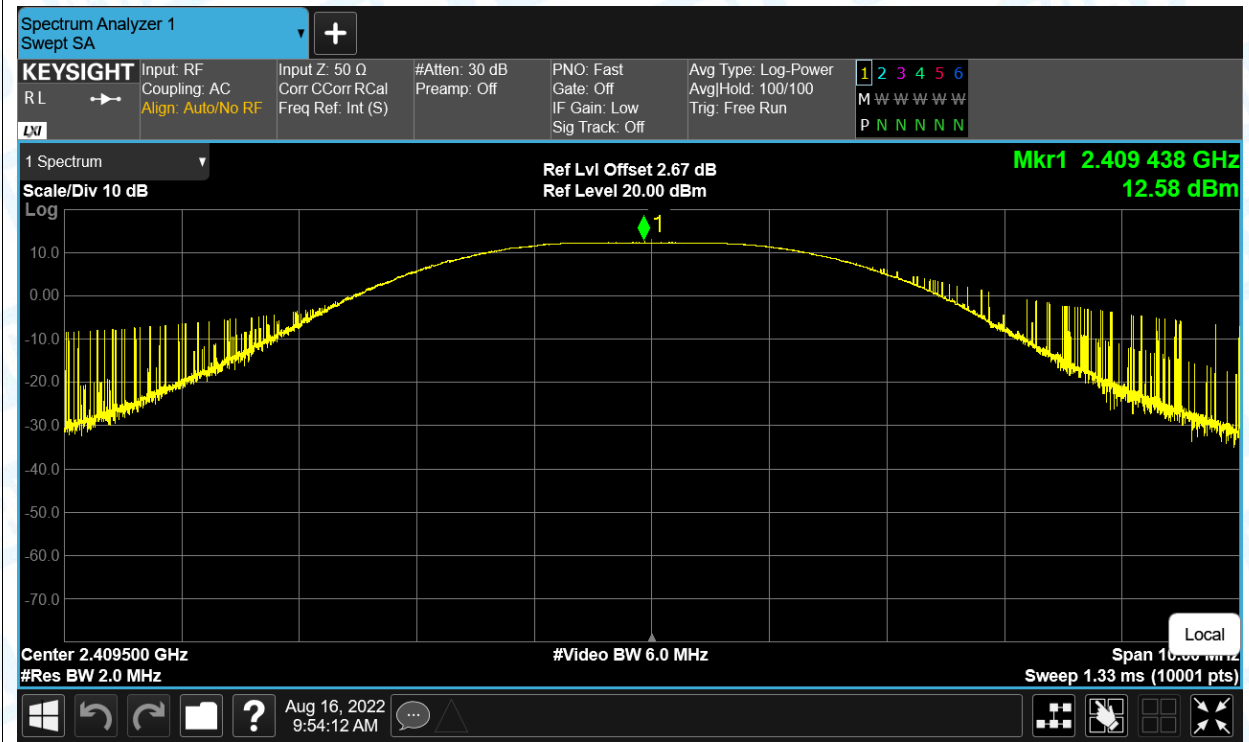 Spectrum Analyzer 1
Swept SA
KEYSIGHT
R L
LXI
Input: RF
Coupling: AC
Align: Auto/No RF
Input Z: 50 Ω
Corr CCorr RCal
Freq Ref: Int (S)
#Atten: 30 dB
Preamp: Off
PNO: Fast
Gate: Off
IF Gain: Low
Sig Track: Off
Avg Type: Log-Power
Avg|Hold: 100/100
Trig: Free Run
1 2 3 4 5 6
M W W W W W
P N N N N N
1 Spectrum
Scale/Div 10 dB
Log
Ref Lvl Offset 2.67 dB
Ref Level 20.00 dBm
Mkr1 2.409 438 GHz
12.58 dBm
1
10.0
0.00
-10.0
-20.0
-30.0
-40.0
-50.0
-60.0
-70.0
Local
Center 2.409500 GHz
#Video BW 6.0 MHz
Span 10.00 MHz
#Res BW 2.0 MHz
Sweep 1.33 ms (10001 pts)
?
Aug 16, 2022
9:54:12 AM